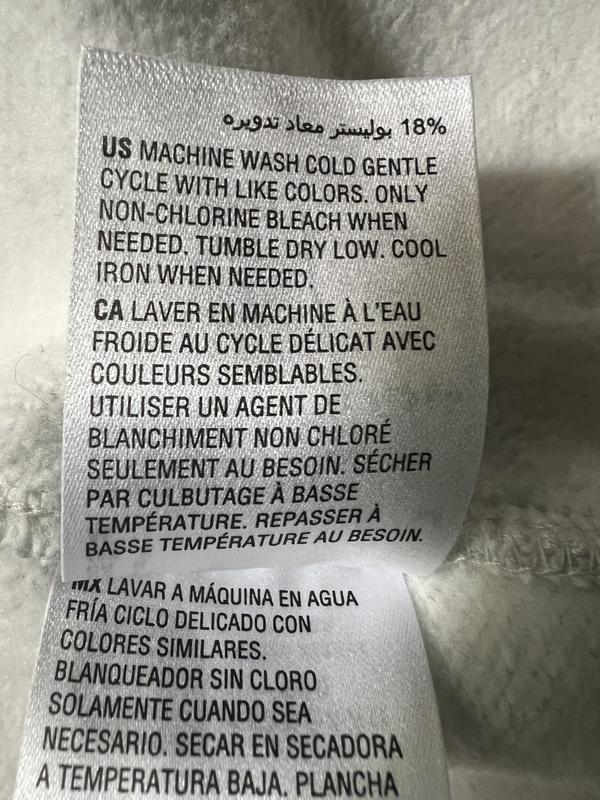 18% بوليستر معاد تدويره
US MACHINE WASH COLD GENTLE
CYCLE WITH LIKE COLORS. ONLY
NON-CHLORINE BLEACH WHEN
NEEDED. TUMBLE DRY LOW. COOL
IRON WHEN NEEDED.
CA LAVER EN MACHINE À L'EAU
FROIDE AU CYCLE DÉLICAT AVEC
COULEURS SEMBLABLES.
UTILISER UN AGENT DE
BLANCHIMENT NON CHLORÉ
SEULEMENT AU BESOIN. SÉCHER
PAR CULBUTAGE À BASSE
TEMPÉRATURE. REPASSER À
BASSE TEMPÉRATURE AU BESOIN.
MX LAVAR A MÁQUINA EN AGUA
FRÍA CICLO DELICADO CON
COLORES SIMILARES.
BLANQUEADOR SIN CLORO
SOLAMENTE CUANDO SEA
NECESARIO. SECAR EN SECADORA
A TEMPERATURA BAJA. PLANCHA